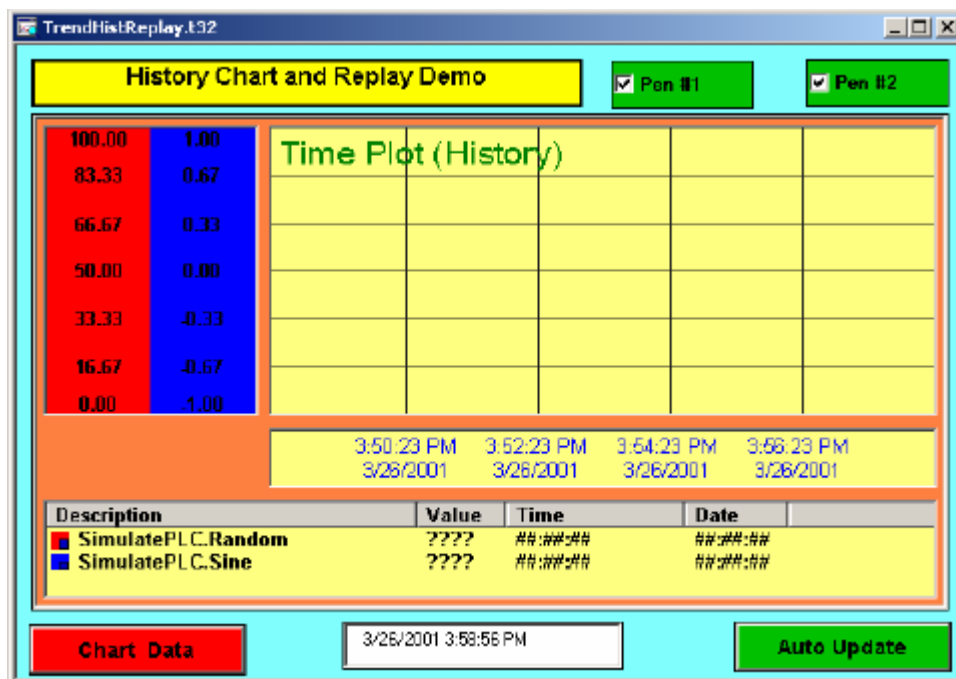 TrendHistReplay.t32
History Chart and Replay Demo
Pen #1
Pen #2
100.00 1.00
83.33 0.67
66.67 0.33
50.00 0.00
33.33 -0.33
16.67 -0.67
0.00 -1.00
Time Plot (History)
3:50:23 PM 3:52:23 PM 3:54:23 PM 3:56:23 PM
3/26/2001 3/26/2001 3/26/2001 3/26/2001
Description Value Time Date
SimulatePLC.Random ???? ##:##:## ##:##:##
SimulatePLC.Sine ???? ##:##:## ##:##:##
Chart Data
3/26/2001 3:58:56 PM
Auto Update